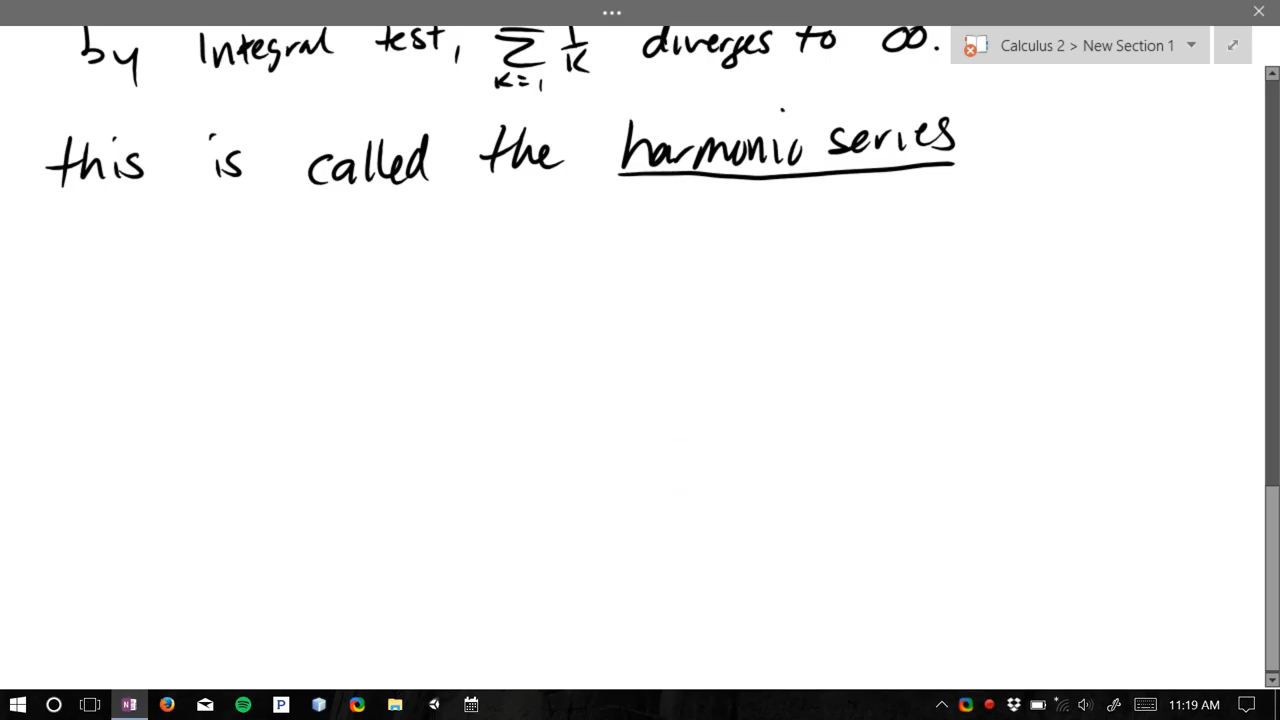 by Integral test, ∑ 1/K diverges to ∞.
K=1
Calculus 2 > New Section 1
this is called the harmonic series
11:19 AM